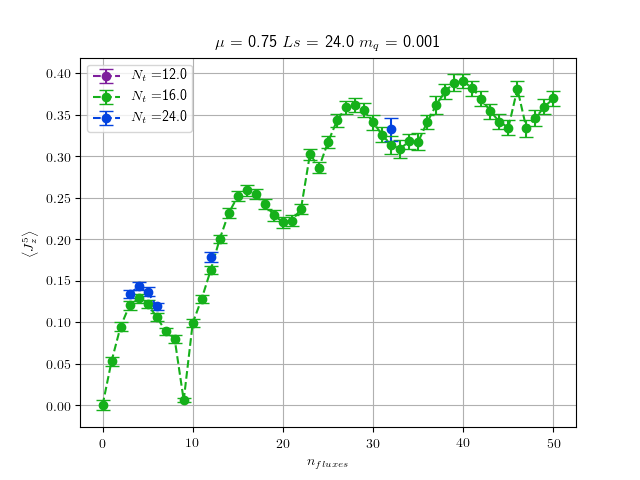 μ = 0.75 Ls = 24.0 m_q = 0.001
N_t =12.0
N_t =16.0
N_t =24.0
0.40
0.35
0.30
0.25
0.20
0.15
0.10
0.05
0.00
⟨J_z^5⟩
0 10 20 30 40 50
n_{fluxes}